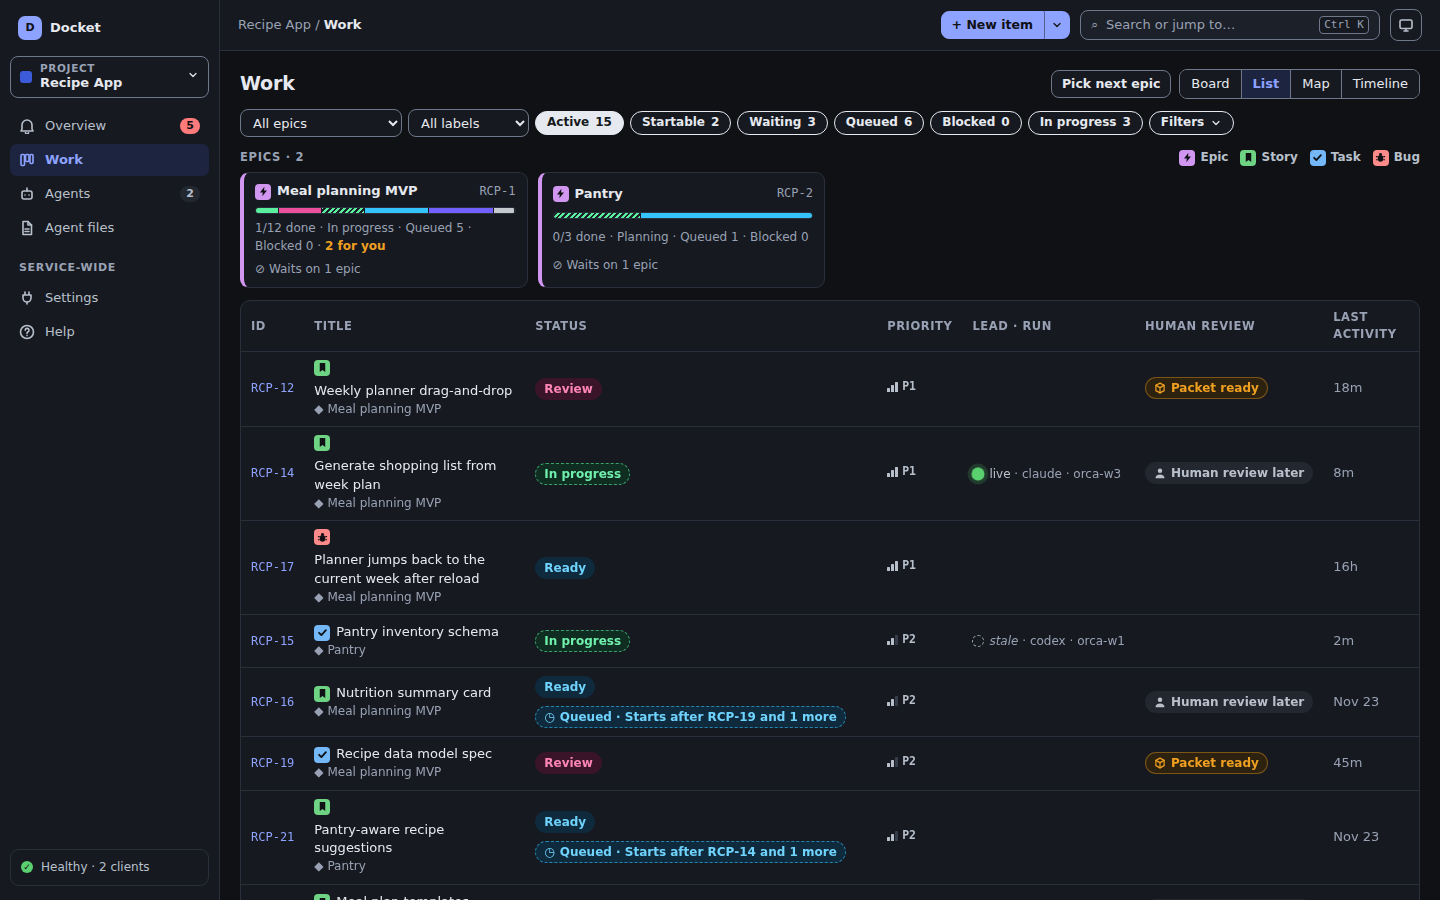 D Docket
PROJECT
Recipe App
Overview 5
Work
Agents 2
Agent files
SERVICE-WIDE
Settings
Help
Healthy · 2 clients
Recipe App / Work
+ New item
Search or jump to… Ctrl K
Work
Pick next epic Board List Map Timeline
All epics All labels Active 15 Startable 2 Waiting 3 Queued 6 Blocked 0 In progress 3 Filters
EPICS · 2 Epic Story Task Bug
Meal planning MVP RCP-1
1/12 done · In progress · Queued 5 ·
Blocked 0 · 2 for you
⊘ Waits on 1 epic
Pantry RCP-2
0/3 done · Planning · Queued 1 · Blocked 0
⊘ Waits on 1 epic
ID TITLE STATUS PRIORITY LEAD · RUN HUMAN REVIEW LAST
ACTIVITY
RCP-12 Weekly planner drag-and-drop Review P1 Packet ready 18m
◆ Meal planning MVP
RCP-14 Generate shopping list from In progress P1 live · claude · orca-w3 Human review later 8m
week plan
◆ Meal planning MVP
RCP-17 Planner jumps back to the Ready P1 16h
current week after reload
◆ Meal planning MVP
RCP-15 Pantry inventory schema In progress P2 stale · codex · orca-w1 2m
◆ Pantry
RCP-16 Nutrition summary card Ready P2 Human review later Nov 23
◆ Meal planning MVP Queued · Starts after RCP-19 and 1 more
RCP-19 Recipe data model spec Review P2 Packet ready 45m
◆ Meal planning MVP
RCP-21 Pantry-aware recipe Ready P2 Nov 23
suggestions Queued · Starts after RCP-14 and 1 more
◆ Pantry
Meal plan templates